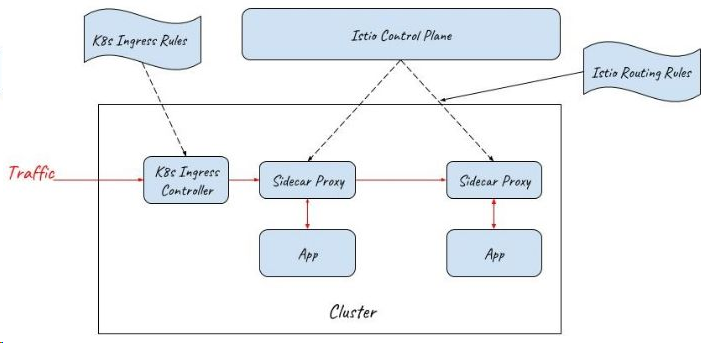 K8s Ingress Rules
Istio Control Plane
Istio Routing Rules
Traffic
K8s Ingress
Controller
Sidecar Proxy
Sidecar Proxy
App
App
Cluster